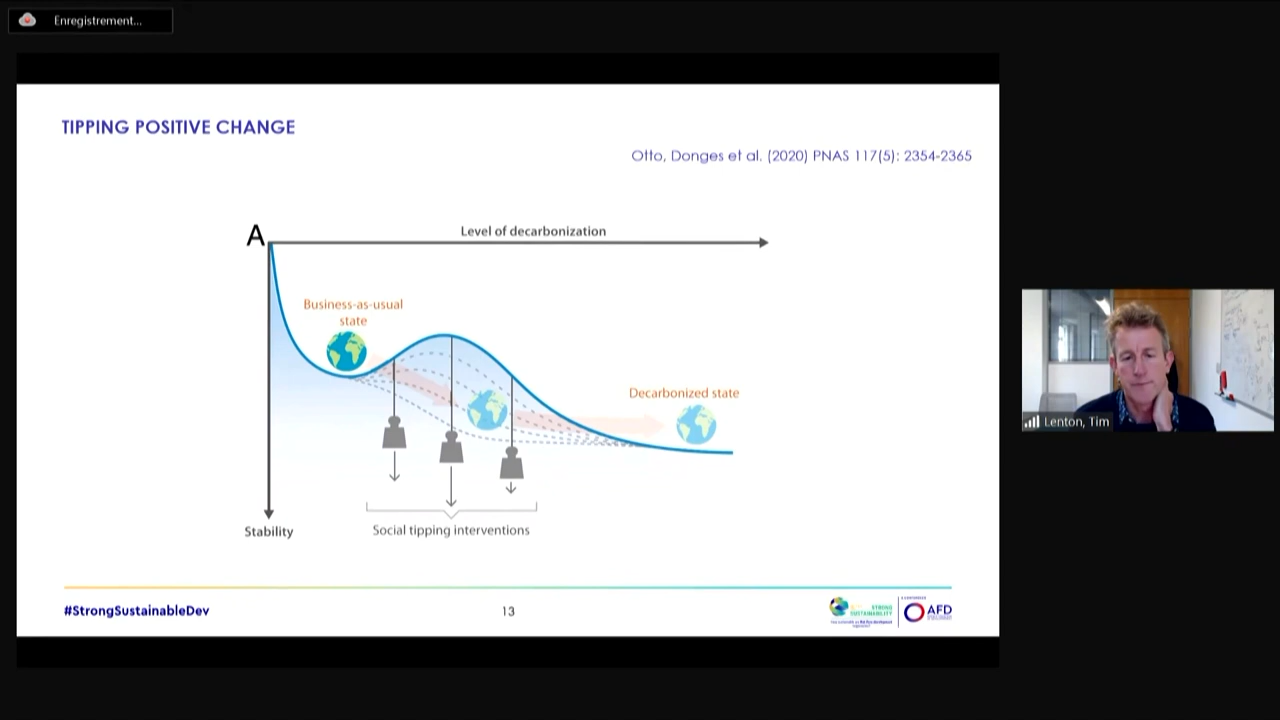 Enregistrement...
TIPPING POSITIVE CHANGE
Otto, Donges et al. (2020) PNAS 117(5): 2354-2365
A
Level of decarbonization
Business-as-usual
state
Decarbonized state
Stability
Social tipping interventions
#StrongSustainableDev
13
STRONG
SUSTAINABILITY
AFD
Lenton, Tim